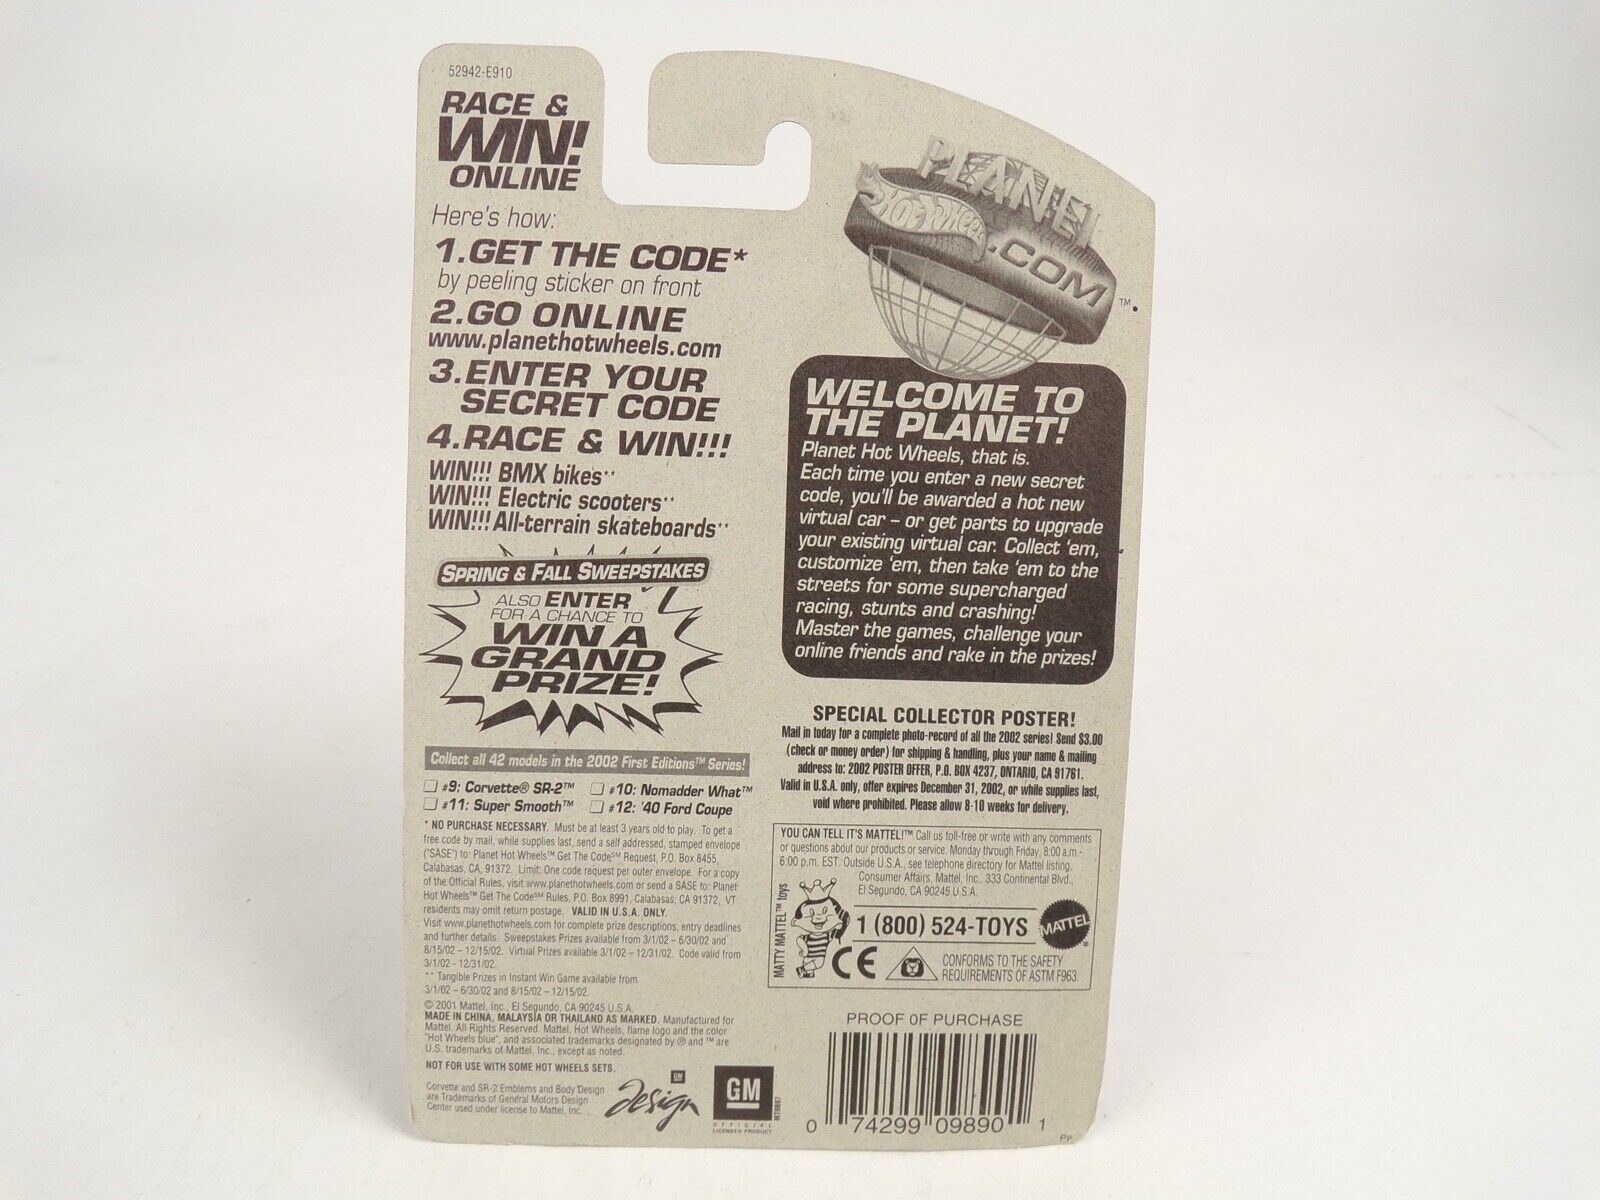 52942-E910
RACE &
WIN!
ONLINE
Here's how:
1.GET THE CODE*
by peeling sticker on front
2.GO ONLINE
www.planethotwheels.com
3.ENTER YOUR
SECRET CODE
4.RACE & WIN!!!
WIN!!! BMX bikes**
WIN!!! Electric scooters**
WIN!!! All-terrain skateboards**
SPRING & FALL SWEEPSTAKES
ALSO ENTER
FOR A CHANCE TO
WIN A
GRAND
PRIZE!
Collect all 42 models in the 2002 First Editions™ Series!
#9: Corvette® SR-2™ #10: Nomadder What™
#11: Super Smooth™ #12: '40 Ford Coupe
* NO PURCHASE NECESSARY. Must be at least 3 years old to play. To get a
free code by mail, while supplies last, send a self addressed, stamped envelope
("SASE") to: Planet Hot Wheels™ Get The Code℠ Request, P.O. Box 8455,
Calabasas, CA, 91372. Limit: One code request per outer envelope. For a copy
of the Official Rules, visit www.planethotwheels.com or send a SASE to: Planet
Hot Wheels™ Get The Code℠ Rules, P.O. Box 8991, Calabasas, CA 91372, VT
residents may omit return postage. VALID IN U.S.A. ONLY.
Visit www.planethotwheels.com for complete prize descriptions, entry deadlines
and further details. Sweepstakes Prizes available from 3/1/02 – 6/30/02 and
8/15/02 – 12/15/02. Virtual Prizes available 3/1/02 – 12/31/02. Code valid from
3/1/02 - 12/31/02.
** Tangible Prizes in Instant Win Game available from
3/1/02 – 6/30/02 and 8/15/02 – 12/15/02.
© 2001 Mattel, Inc., El Segundo, CA 90245 U.S.A.
MADE IN CHINA, MALAYSIA OR THAILAND AS MARKED. Manufactured for
Mattel. All Rights Reserved. Mattel, Hot Wheels, flame logo and the color
"Hot Wheels blue", and associated trademarks designated by ® and ™ are
U.S. trademarks of Mattel, Inc., except as noted.
NOT FOR USE WITH SOME HOT WHEELS SETS.
Corvette and SR-2 Emblems and Body Design
are Trademarks of General Motors Design
Center used under license to Mattel, Inc.
GM
Design
GM
OFFICIAL
LICENSED PRODUCT
PLANET
Hot Wheels
.COM™
WELCOME TO
THE PLANET!
Planet Hot Wheels, that is.
Each time you enter a new secret
code, you'll be awarded a hot new
virtual car – or get parts to upgrade
your existing virtual car. Collect 'em,
customize 'em, then take 'em to the
streets for some supercharged
racing, stunts and crashing!
Master the games, challenge your
online friends and rake in the prizes!
SPECIAL COLLECTOR POSTER!
Mail in today for a complete photo-record of all the 2002 series! Send $3.00
(check or money order) for shipping & handling, plus your name & mailing
address to: 2002 POSTER OFFER, P.O. BOX 4237, ONTARIO, CA 91761.
Valid in U.S.A. only, offer expires December 31, 2002, or while supplies last,
void where prohibited. Please allow 8-10 weeks for delivery.
YOU CAN TELL IT'S MATTEL!™ Call us toll-free or write with any comments
or questions about our products or service. Monday through Friday, 8:00 a.m.-
6:00 p.m. EST. Outside U.S.A., see telephone directory for Mattel listing.
Consumer Affairs, Mattel, Inc., 333 Continental Blvd.,
El Segundo, CA 90245 U.S.A.
MATTY MATTEL™ toys
1 (800) 524-TOYS
MATTEL®
CE
CONFORMS TO THE SAFETY
REQUIREMENTS OF ASTM F963.
PROOF OF PURCHASE
0 74299 09890 1
PP